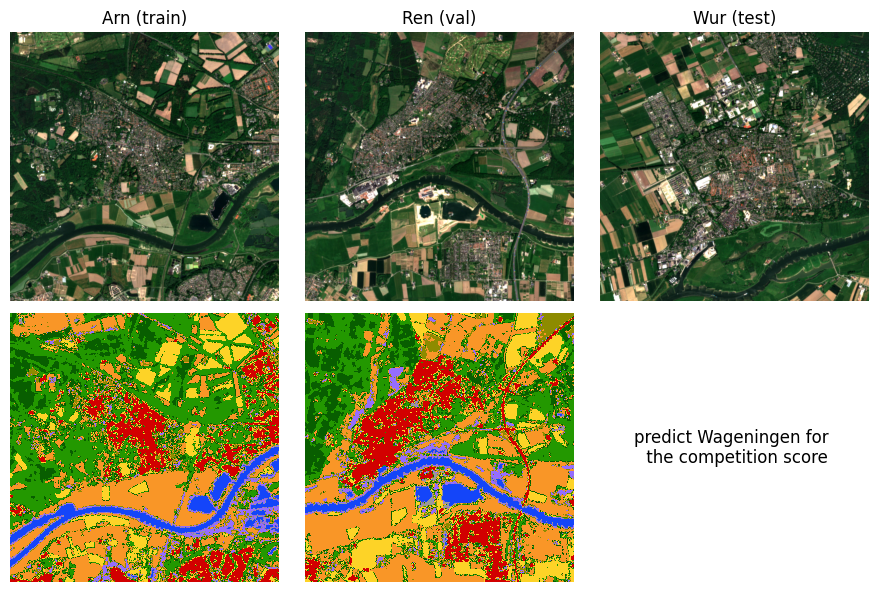 Arn (train)
Ren (val)
Wur (test)
predict Wageningen for
the competition score